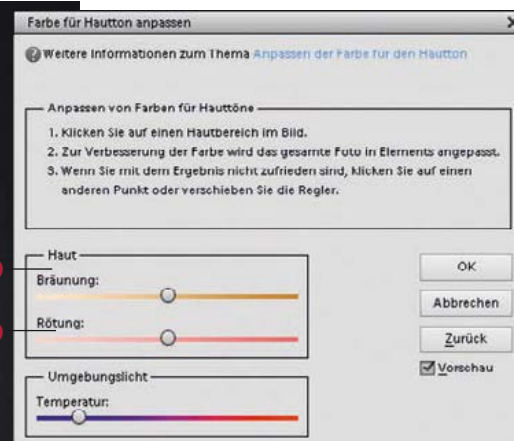 Farbe für Hautton anpassen
Weitere Informationen zum Thema Anpassen der Farbe für den Hautton
Anpassen von Farben für Hauttöne
1. Klicken Sie auf einen Hautbereich im Bild.
2. Zur Verbesserung der Farbe wird das gesamte Foto in Elements angepasst.
3. Wenn Sie mit dem Ergebnis nicht zufrieden sind, klicken Sie auf einen
anderen Punkt oder verschieben Sie die Regler.
Haut
Bräunung:
Rötung:
Umgebungslicht
Temperatur:
OK
Abbrechen
Zurück
Vorschau